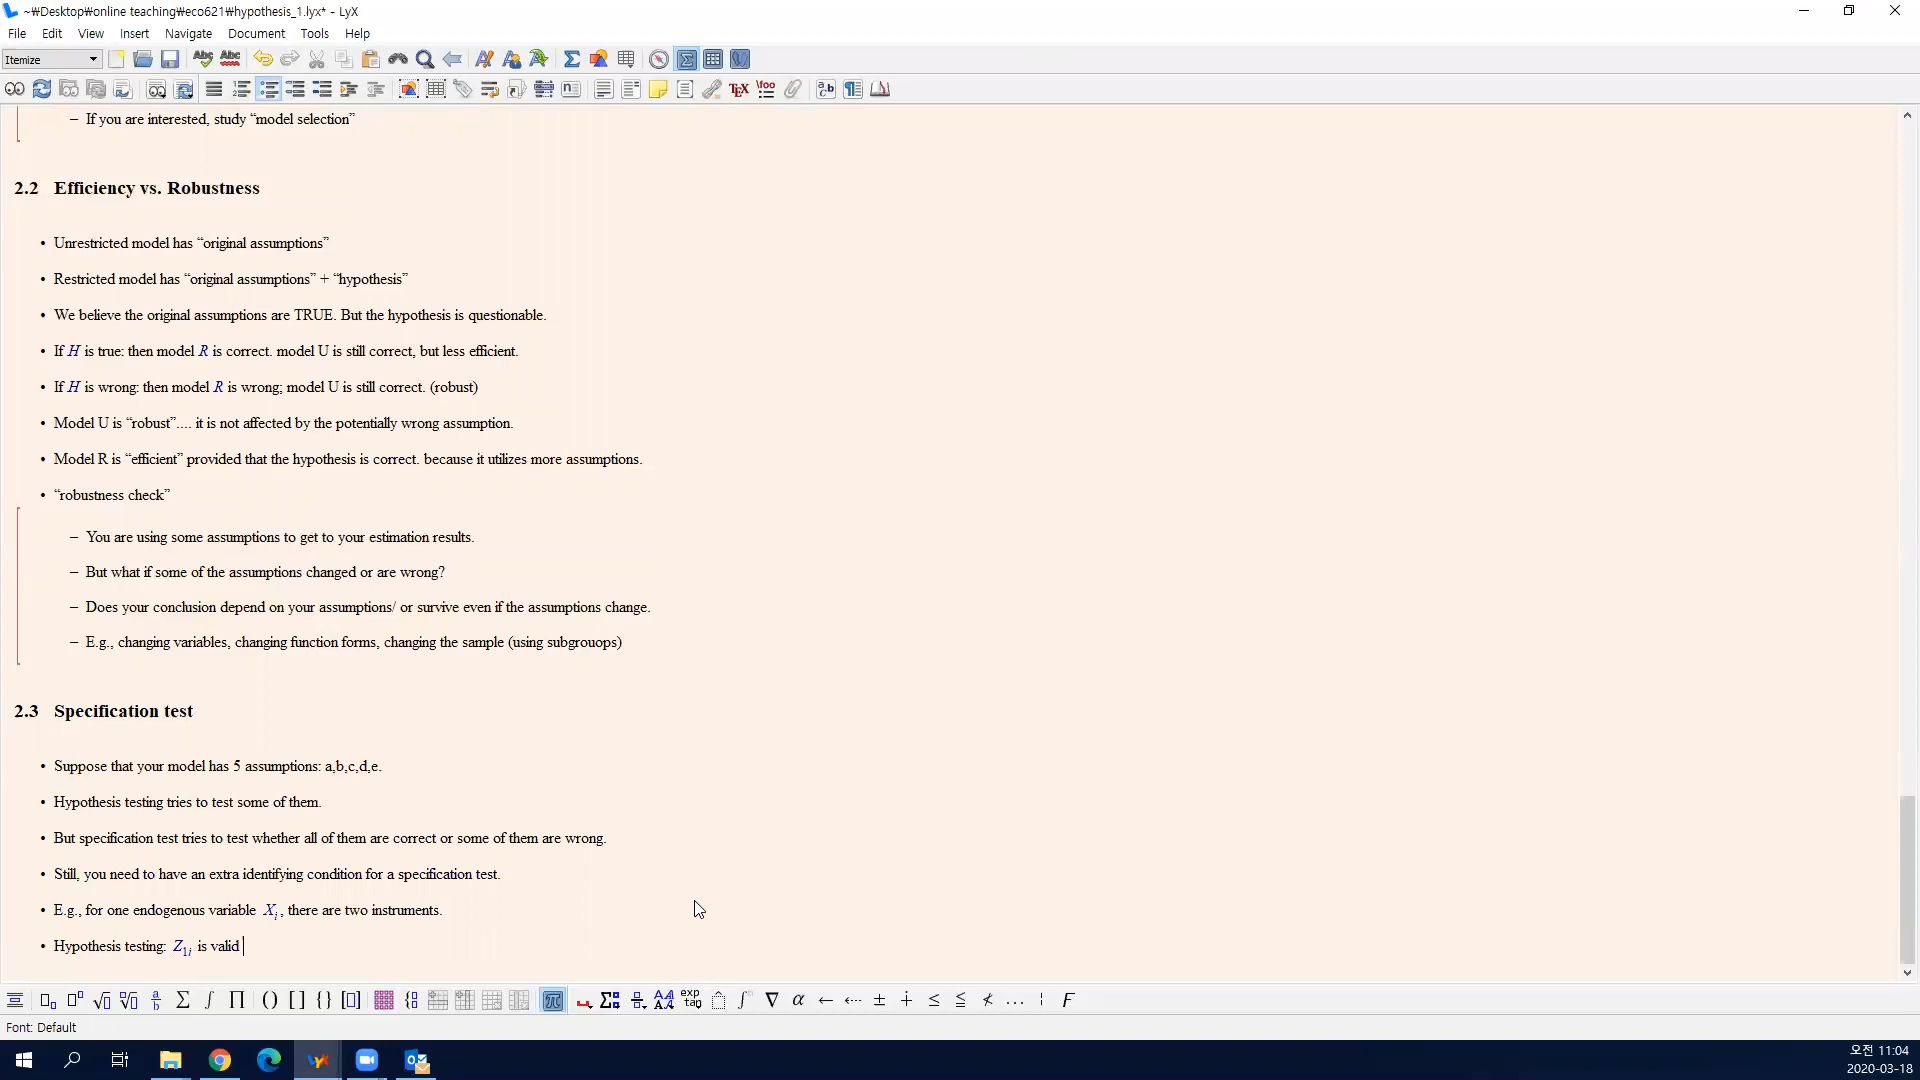 ~₩Desktop₩online teaching₩eco621₩hypothesis_1.lyx* - LyX
File Edit View Insert Navigate Document Tools Help
Itemize
– If you are interested, study “model selection”
2.2 Efficiency vs. Robustness
• Unrestricted model has “original assumptions”
• Restricted model has “original assumptions” + “hypothesis”
• We believe the original assumptions are TRUE. But the hypothesis is questionable.
• If H is true: then model R is correct. model U is still correct, but less efficient.
• If H is wrong: then model R is wrong; model U is still correct. (robust)
• Model U is “robust”.... it is not affected by the potentially wrong assumption.
• Model R is “efficient” provided that the hypothesis is correct. because it utilizes more assumptions.
• “robustness check”
– You are using some assumptions to get to your estimation results.
– But what if some of the assumptions changed or are wrong?
– Does your conclusion depend on your assumptions/ or survive even if the assumptions change.
– E.g., changing variables, changing function forms, changing the sample (using subgrouops)
2.3 Specification test
• Suppose that your model has 5 assumptions: a,b,c,d,e.
• Hypothesis testing tries to test some of them.
• But specification test tries to test whether all of them are correct or some of them are wrong.
• Still, you need to have an extra identifying condition for a specification test.
• E.g., for one endogenous variable X_i, there are two instruments.
• Hypothesis testing: Z_{1i} is valid
Font: Default
오전 11:04
2020-03-18